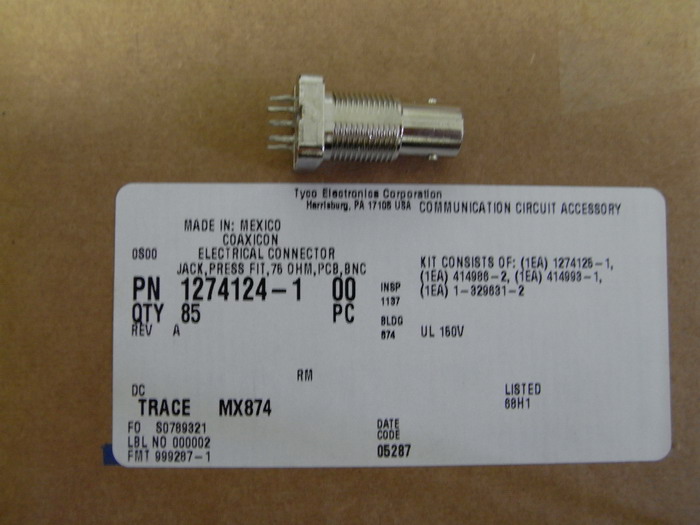 Tyco Electronics Corporation
Harrisburg, PA 17105 USA COMMUNICATION CIRCUIT ACCESSORY
MADE IN: MEXICO
COAXICON
0S00 ELECTRICAL CONNECTOR
JACK,PRESS FIT,75 OHM,PCB,BNC
PN 1274124-1 00
QTY 85 PC
REV A
INSP
1137
BLDG
874
KIT CONSISTS OF: (1EA) 1274125-1,
(1EA) 414986-2, (1EA) 414993-1,
(1EA) 1-329631-2
UL 150V
RM
DC
TRACE MX874
LISTED
68H1
FO S0789321
LBL NO 000002
FMT 999287-1
DATE
CODE
05287